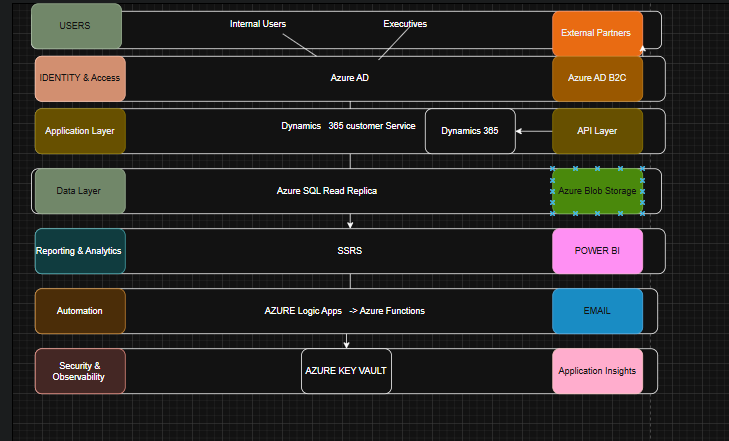 USERS
Internal Users
Executives
External Partners
IDENTITY & Access
Azure AD
Azure AD B2C
Application Layer
Dynamics 365 customer Service
Dynamics 365
API Layer
Data Layer
Azure SQL Read Replica
Azure Blob Storage
Reporting & Analytics
SSRS
POWER BI
Automation
AZURE Logic Apps -> Azure Functions
EMAIL
Security &
Observability
AZURE KEY VAULT
Application Insights